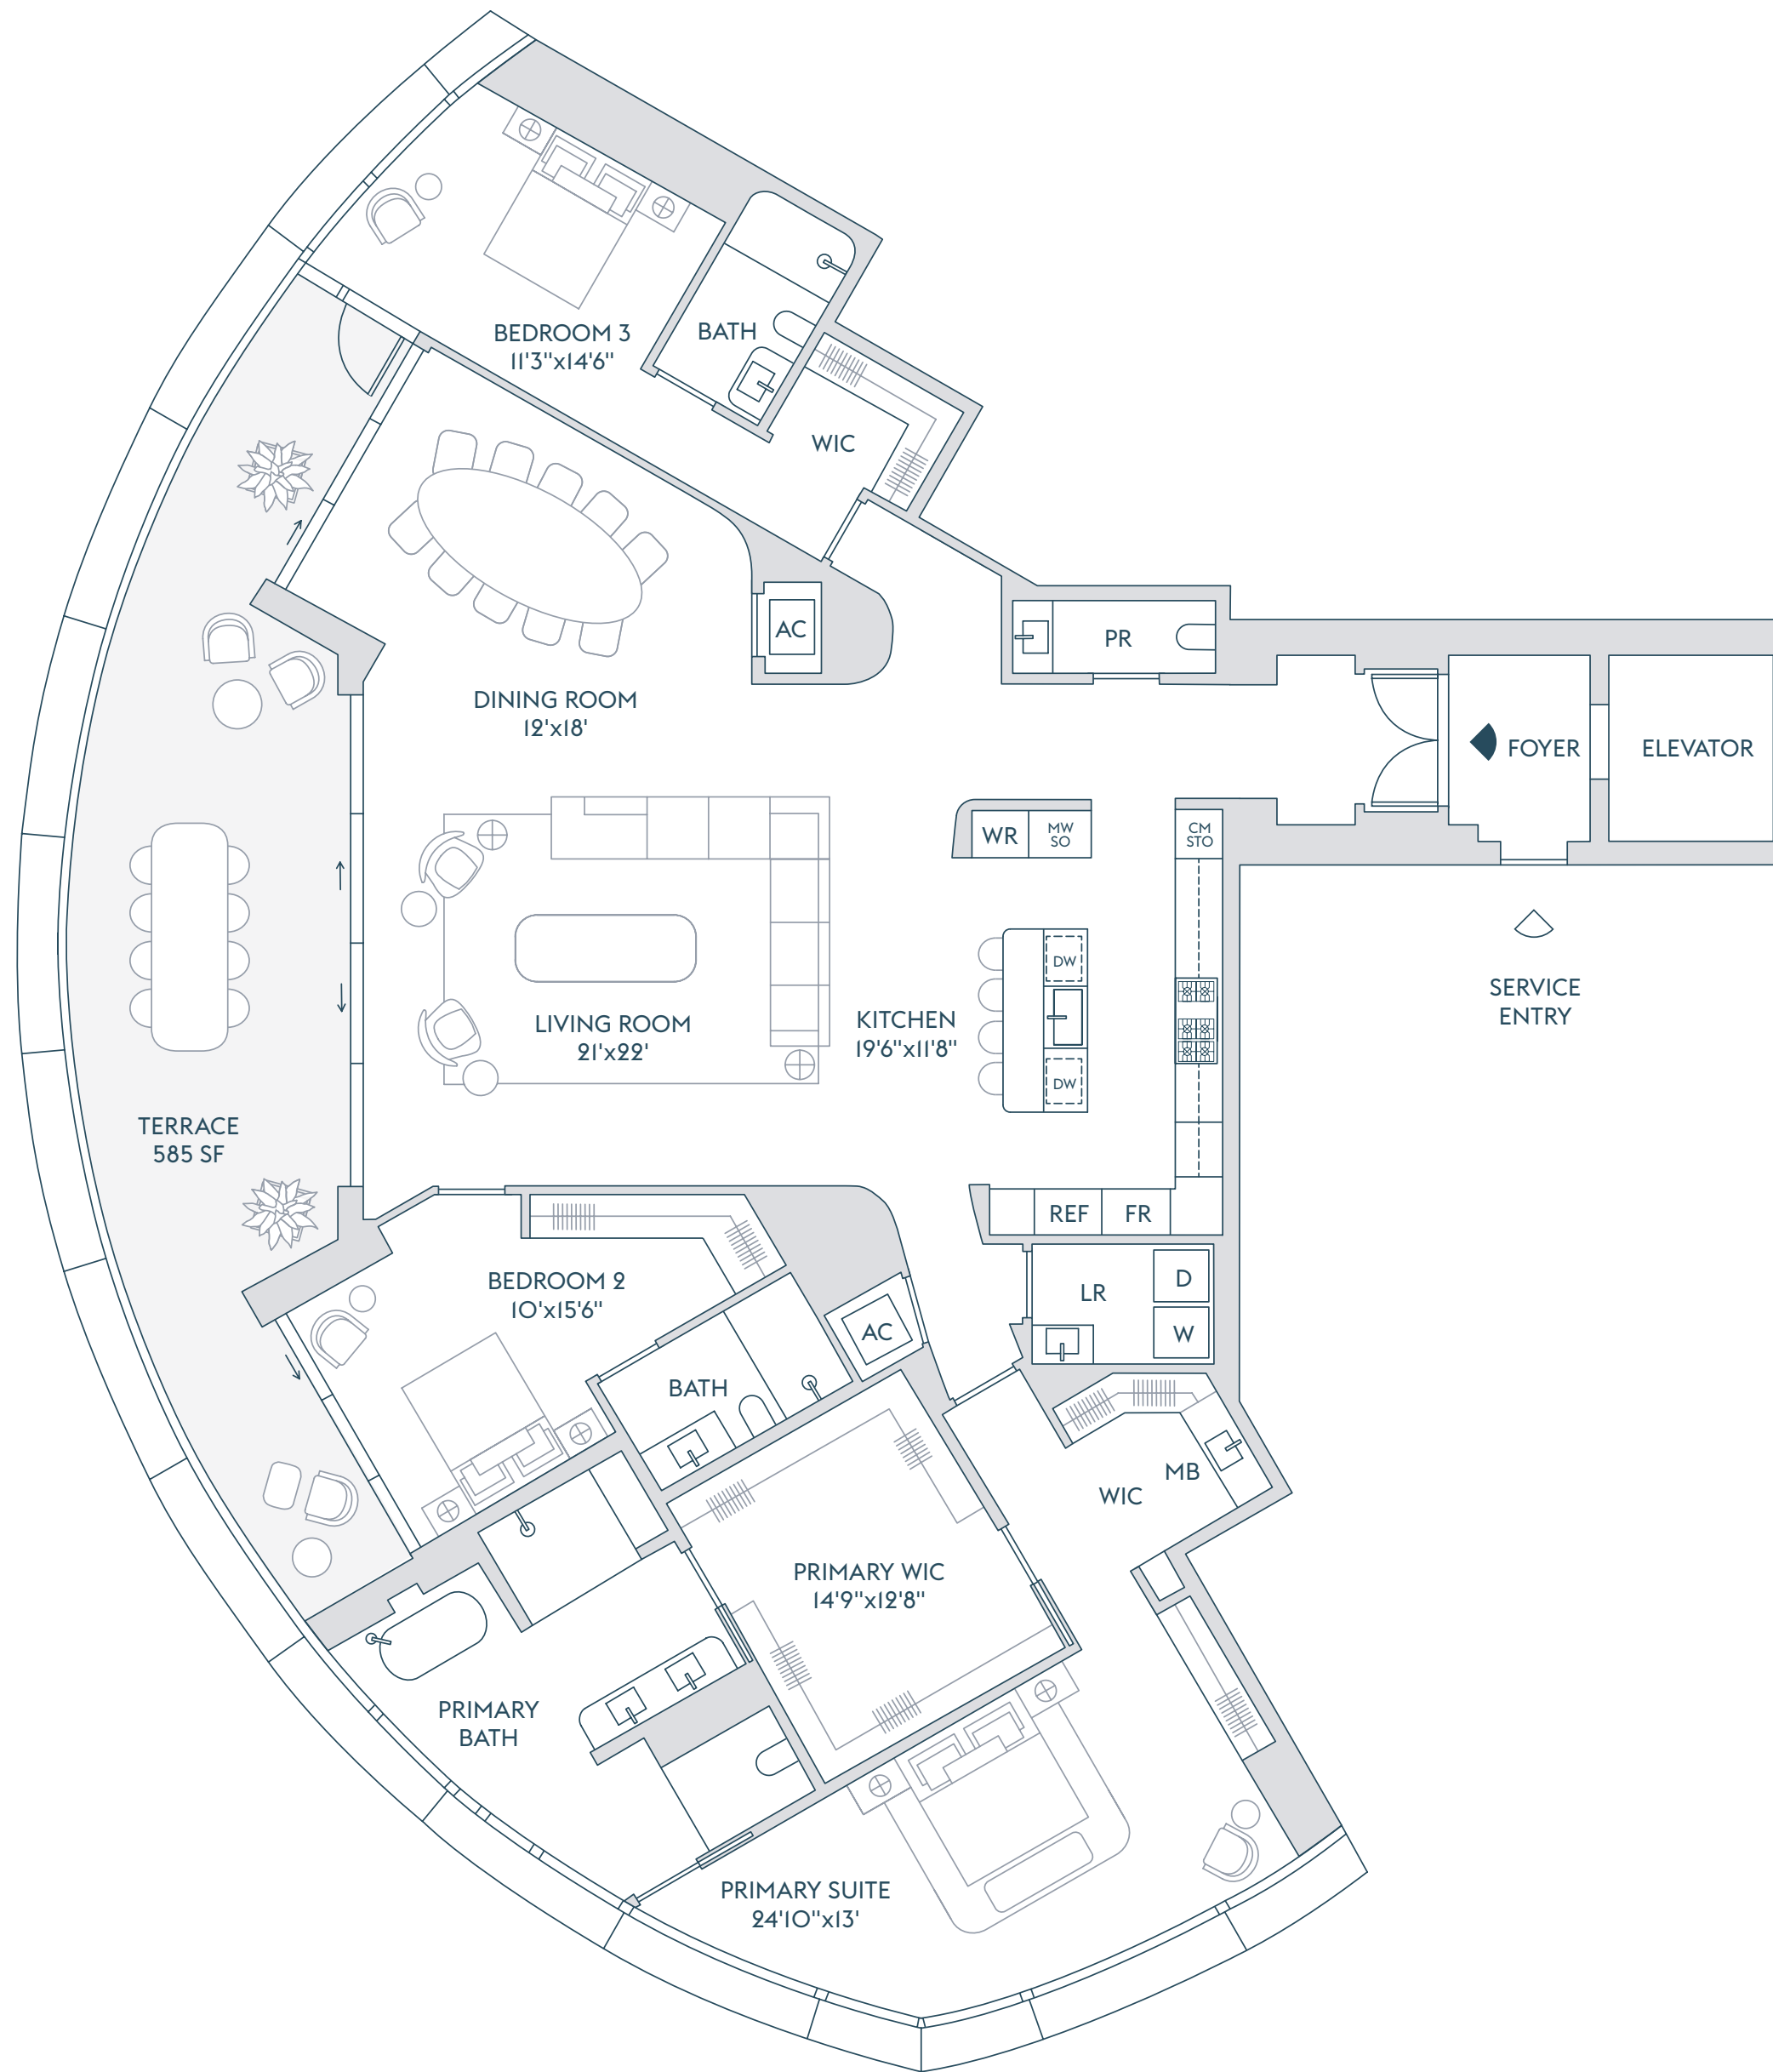 BEDROOM 3
11'3"x14'6"
BATH
WIC
AC
PR
DINING ROOM
12'x18'
FOYER
ELEVATOR
WR
MW
SO
CM
STO
DW
SERVICE
ENTRY
LIVING ROOM
21'x22'
KITCHEN
19'6"x11'8"
DW
TERRACE
585 SF
REF
FR
BEDROOM 2
10'x15'6"
LR
D
W
AC
BATH
MB
WIC
PRIMARY WIC
14'9"x12'8"
PRIMARY
BATH
PRIMARY SUITE
24'10"x13'